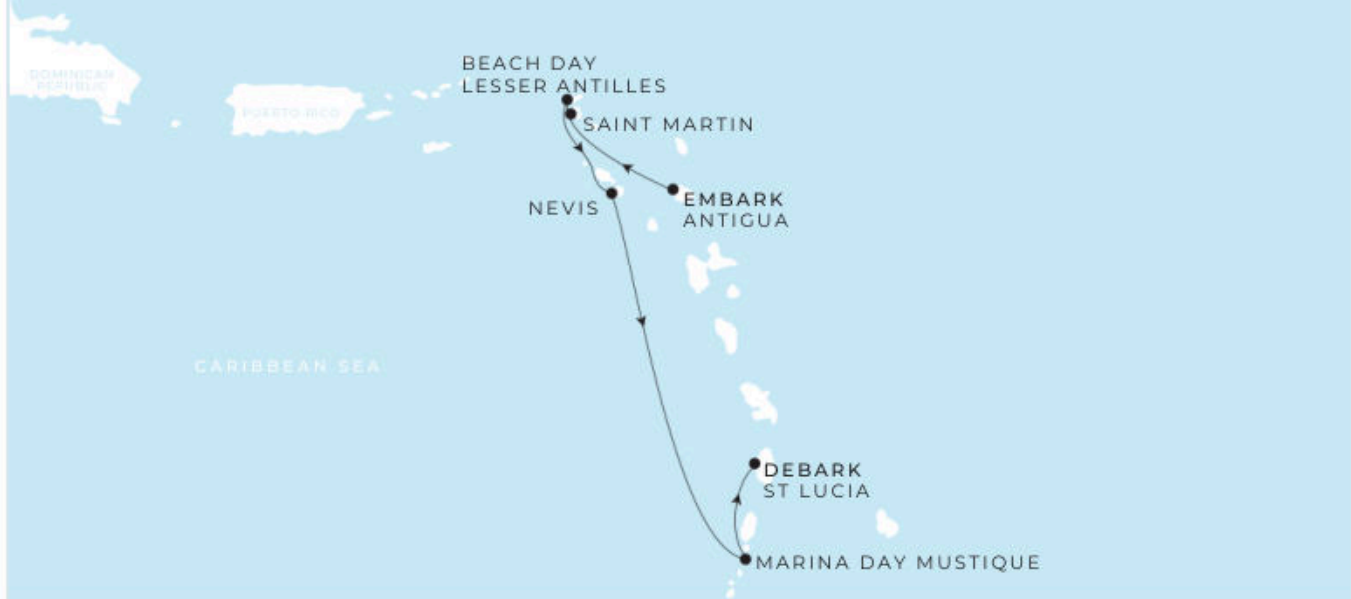 BEACH DAY
LESSER ANTILLES
DOMINICAN
REPUBLIC
PUERTO RICO
SAINT MARTIN
NEVIS
EMBARK
ANTIGUA
CARIBBEAN SEA
DEBARK
ST LUCIA
MARINA DAY MUSTIQUE